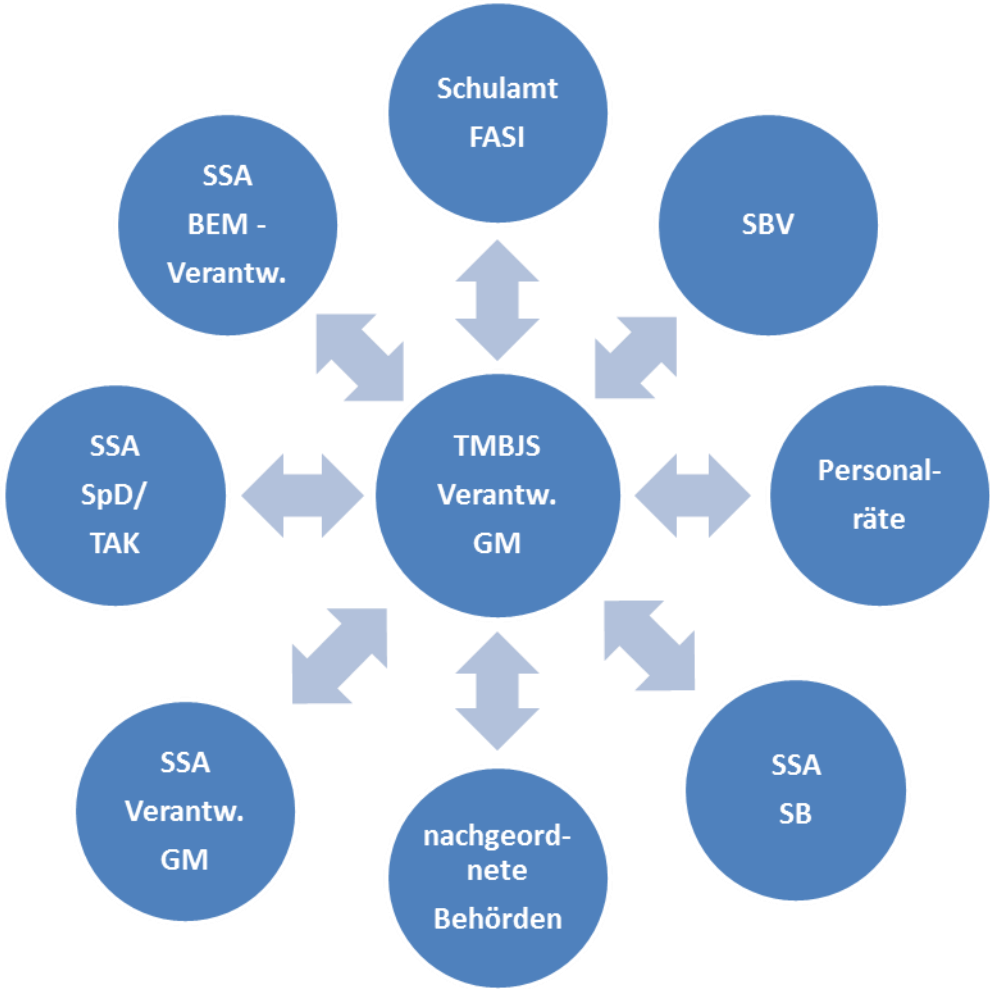 Schulamt
FASI
SSA
BEM -
Verantw.
SBV
SSA
SpD/
TAK
TMBJS
Verantw.
GM
Personal-
räte
SSA
Verantw.
GM
nachgeord-
nete
Behörden
SSA
SB